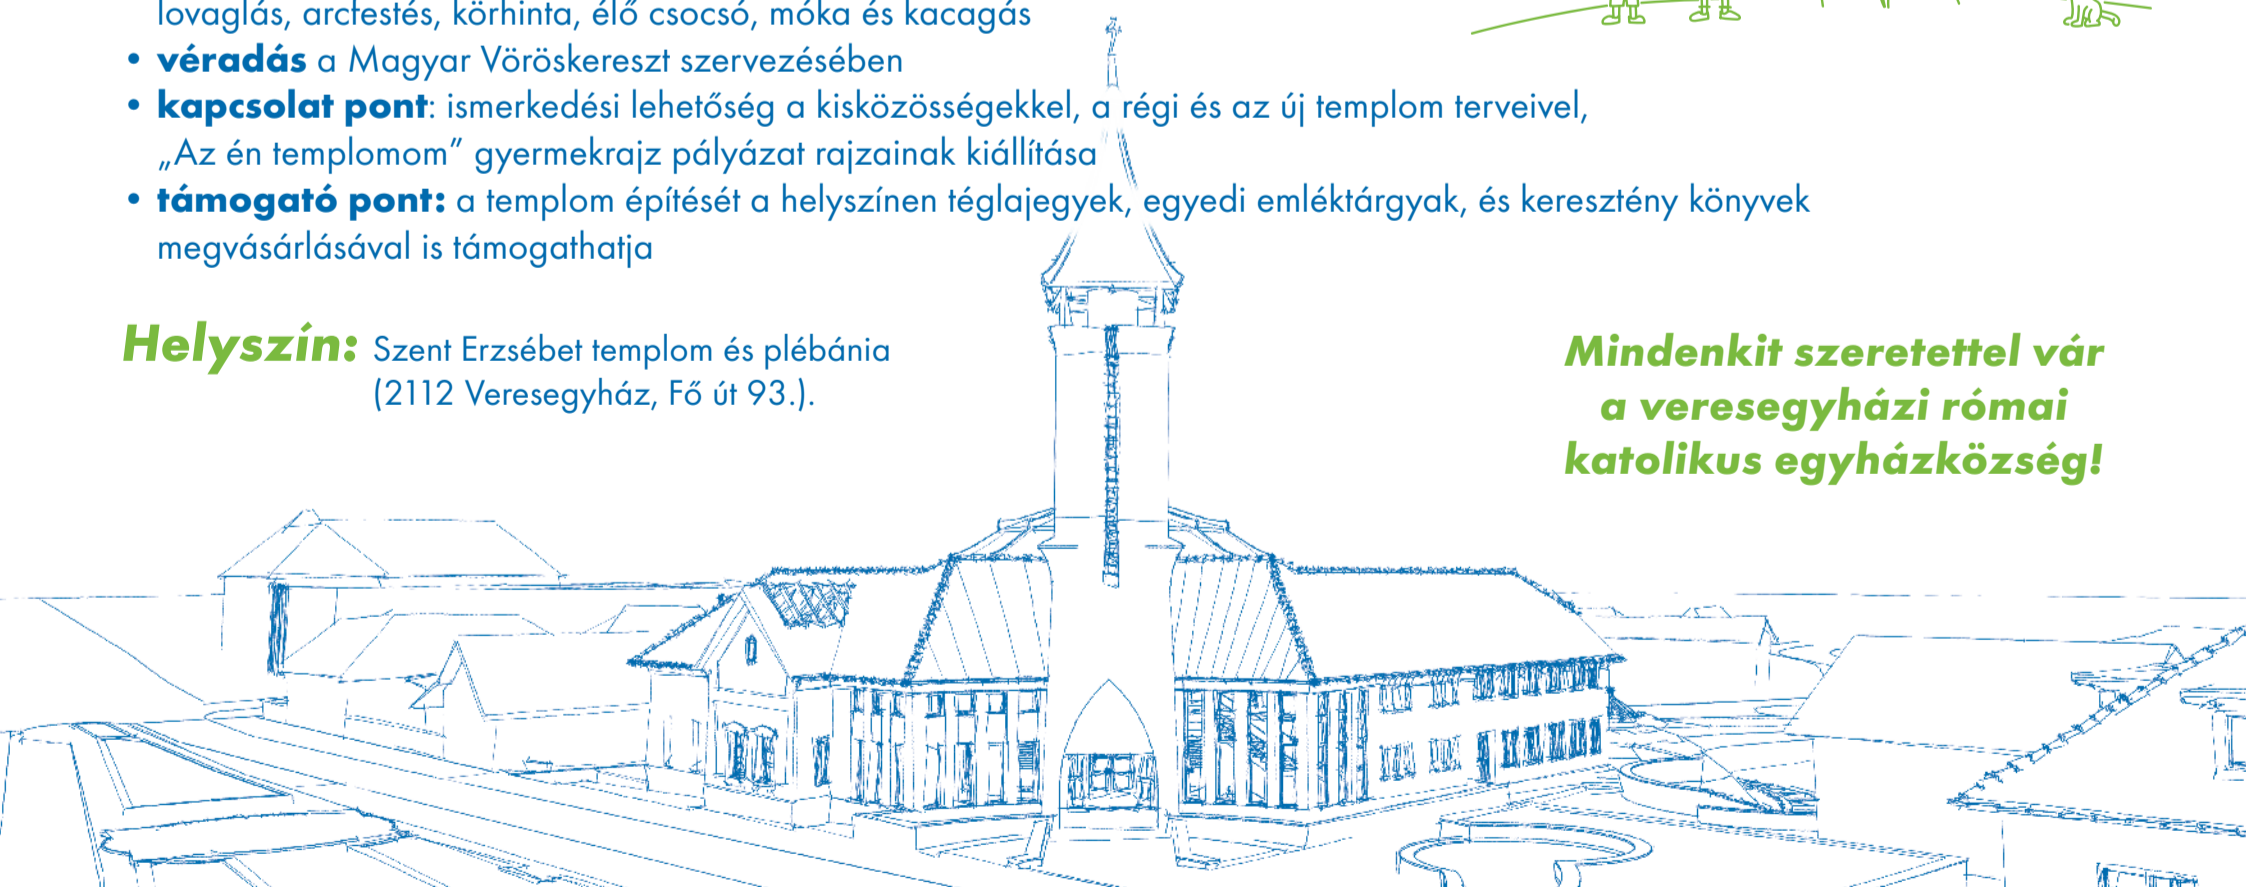 lovaglás, arcfestés, körhinta, élő csocsó, móka és kacagás
• véradás a Magyar Vöröskereszt szervezésében
• kapcsolat pont: ismerkedési lehetőség a kisközösségekkel, a régi és az új templom terveivel,
„Az én templomom” gyermekrajz pályázat rajzainak kiállítása
• támogató pont: a templom építését a helyszínen téglajegyek, egyedi emléktárgyak, és keresztény könyvek
megvásárlásával is támogathatja
Helyszín: Szent Erzsébet templom és plébánia
(2112 Veresegyház, Fő út 93.).
Mindenkit szeretettel vár
a veresegyházi római
katolikus egyházközség!